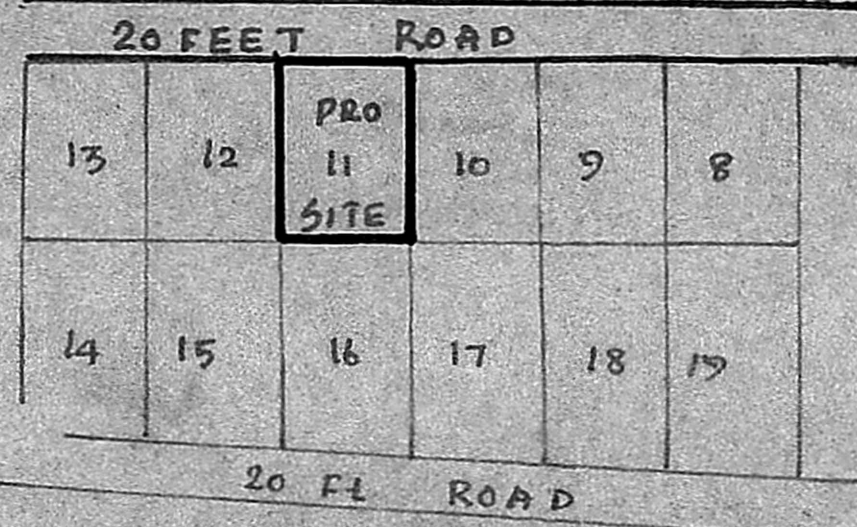 20 FEET ROAD
13 12 PRO 10 9 8
11
SITE
14 15 16 17 18 19
20 Ft ROAD